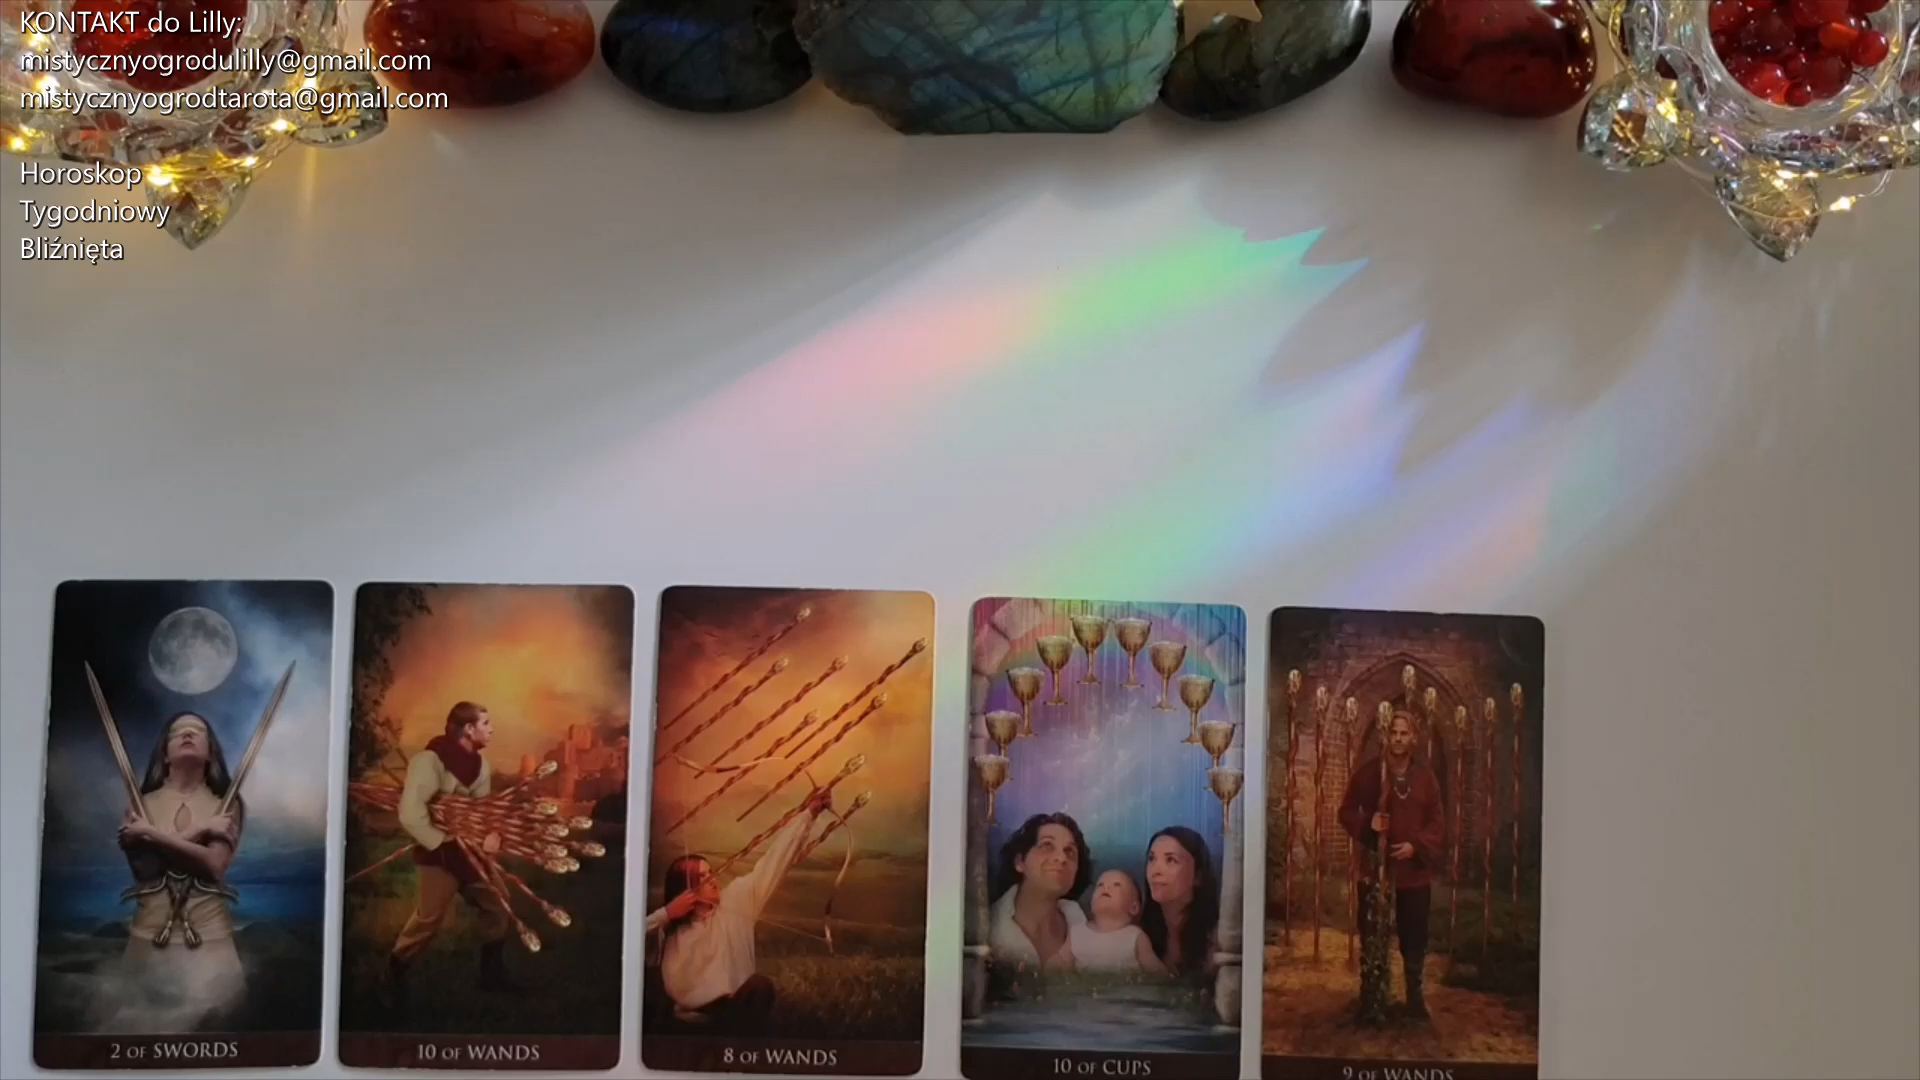 KONTAKT do Lilly:
mistycznyogrodulilly@gmail.com
mistycznyogrodtarota@gmail.com
Horoskop
Tygodniowy
Bliźnięta
2 OF SWORDS
10 OF WANDS
8 OF WANDS
10 OF CUPS
9 OF WANDS